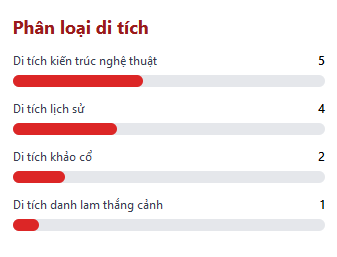 Phân loại di tích
Di tích kiến trúc nghệ thuật 5
Di tích lịch sử 4
Di tích khảo cổ 2
Di tích danh lam thắng cảnh 1